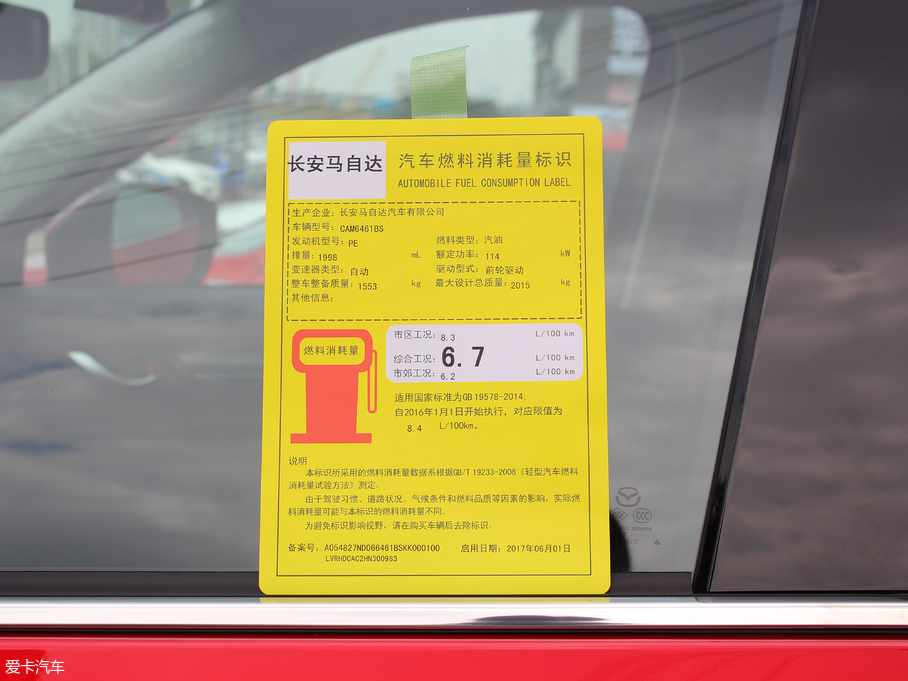 长安马自达
汽车燃料消耗量标识
AUTOMOBILE FUEL CONSUMPTION LABEL
生产企业：长安马自达汽车有限公司
车辆型号：CAM6461BS
发动机型号：PE 燃料类型：汽油
排量：1998 mL 额定功率：114 kW
变速器类型：自动 驱动型式：前轮驱动
整车整备质量：1553 kg 最大设计总质量：2015 kg
其他信息：
燃料消耗量
市区工况：8.3 L/100 km
综合工况：6.7 L/100 km
市郊工况：6.2 L/100 km
适用国家标准为GB 19578-2014；
自2016年1月1日开始执行，对应限值为
8.4 L/100km。
说明
本标识所采用的燃料消耗量数据系根据GB/T 19233-2008《轻型汽车燃料
消耗量试验方法》测定。
由于驾驶习惯、道路状况、气候条件和燃料品质等因素的影响，实际燃
料消耗量可能与本标识的燃料消耗量不同。
为避免标识影响视野，请在购买车辆后去除标识。
备案号：A054827ND066461BSKK000100 启用日期：2017年06月01日
LVRHDCAC2HN300983
爱卡汽车